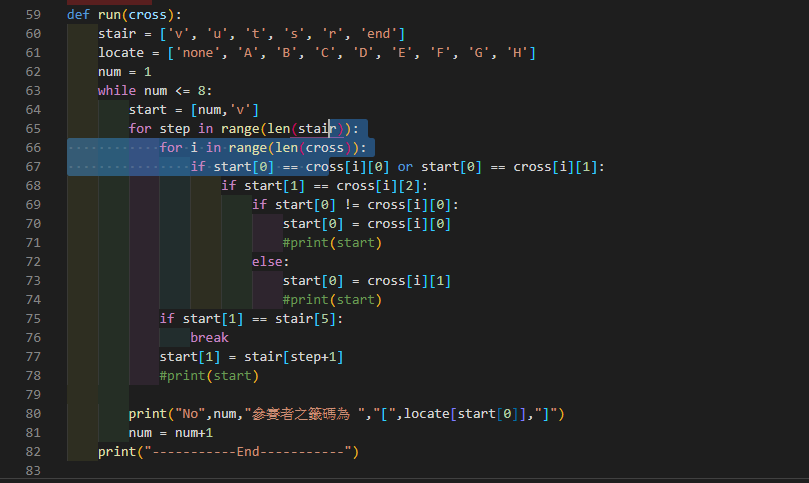 59 def run(cross):
60     stair = ['v', 'u', 't', 's', 'r', 'end']
61     locate = ['none', 'A', 'B', 'C', 'D', 'E', 'F', 'G', 'H']
62     num = 1
63     while num <= 8:
64         start = [num,'v']
65         for step in range(len(stair)):
66             for i in range(len(cross)):
67                 if start[0] == cross[i][0] or start[0] == cross[i][1]:
68                     if start[1] == cross[i][2]:
69                         if start[0] != cross[i][0]:
70                             start[0] = cross[i][0]
71                             #print(start)
72                         else:
73                             start[0] = cross[i][1]
74                             #print(start)
75             if start[1] == stair[5]:
76                 break
77             start[1] = stair[step+1]
78             #print(start)
79
80         print("No",num,"參賽者之籤碼為 ","[",locate[start[0]],"]")
81         num = num+1
82     print("-----------End-----------")
83